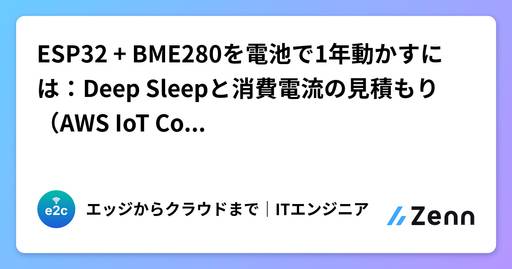 ESP32 + BME280を電池で1年動かすに
は：Deep Sleepと消費電流の見積もり
（AWS IoT Co...
e2c
エッジからクラウドまで｜ITエンジニア
Zenn